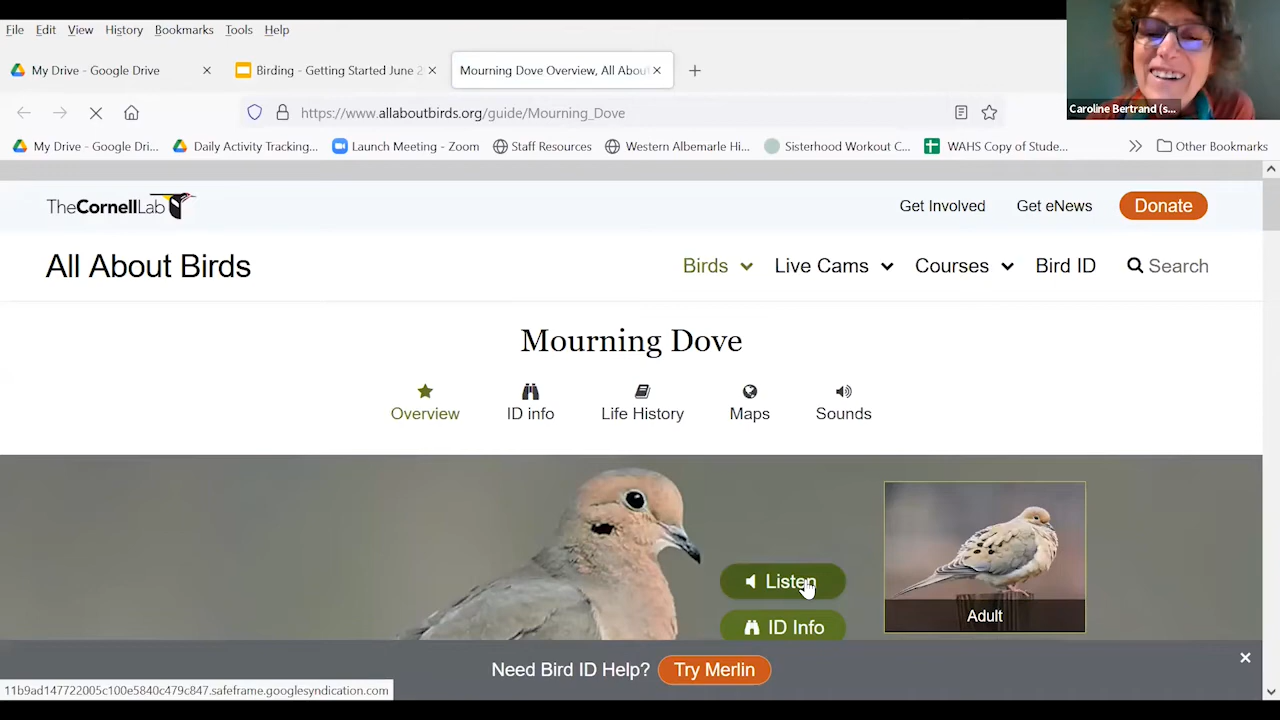 File Edit View History Bookmarks Tools Help
Caroline Bertrand (s...
My Drive - Google Drive
Birding - Getting Started June 2
Mourning Dove Overview, All Abou
https://www.allaboutbirds.org/guide/Mourning_Dove
My Drive - Google Dri...
Daily Activity Tracking...
Launch Meeting - Zoom
Staff Resources
Western Albemarle Hi...
Sisterhood Workout C...
WAHS Copy of Stude...
Other Bookmarks
TheCornellLab
Get Involved
Get eNews
Donate
All About Birds
Birds
Live Cams
Courses
Bird ID
Search
Mourning Dove
Overview
ID info
Life History
Maps
Sounds
Listen
ID Info
Adult
Need Bird ID Help? Try Merlin
11b9ad147722005c100e5840c479c847.safeframe.googlesyndication.com